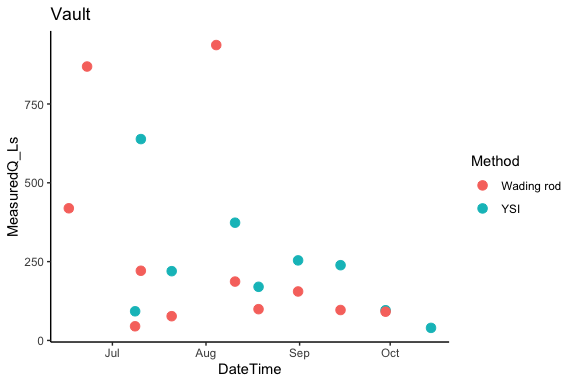 Vault
MeasuredQ_Ls
750
500
250
0
Jul
Aug
Sep
Oct
DateTime
Method
Wading rod
YSI